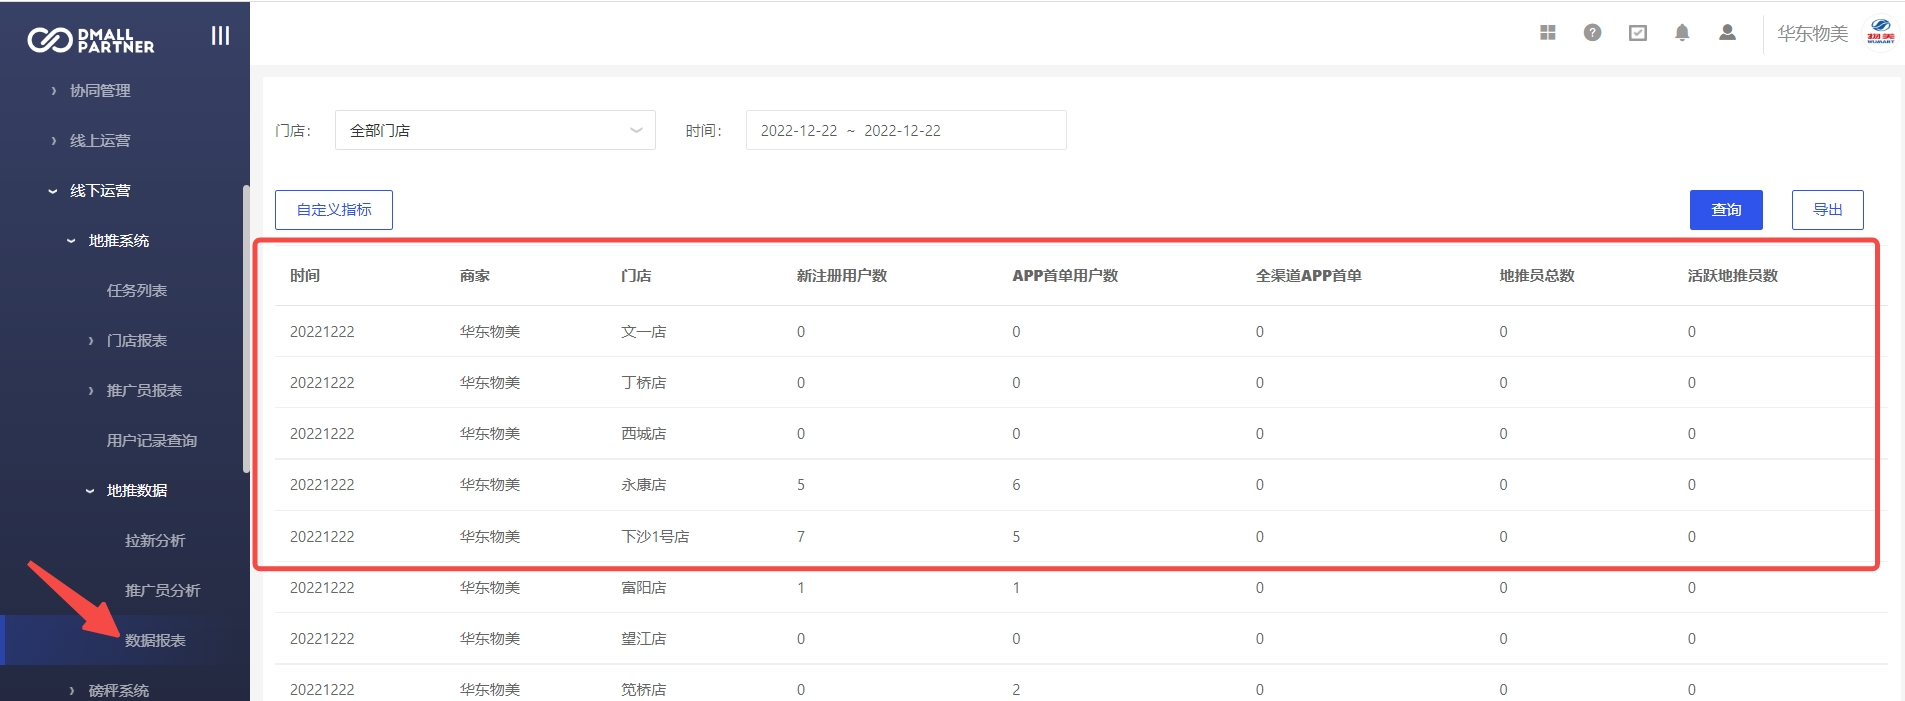 DMALL
PARTNER
华东物美
物美
WUMART
协同管理
线上运营
线下运营
地推系统
任务列表
门店报表
推广员报表
用户记录查询
地推数据
拉新分析
推广员分析
数据报表
磅秤系统
门店： 全部门店 时间： 2022-12-22 ~ 2022-12-22
自定义指标 查询 导出
时间 商家 门店 新注册用户数 APP首单用户数 全渠道APP首单 地推员总数 活跃地推员数
20221222 华东物美 文一店 0 0 0 0 0
20221222 华东物美 丁桥店 0 0 0 0 0
20221222 华东物美 西城店 0 0 0 0 0
20221222 华东物美 永康店 5 6 0 0 0
20221222 华东物美 下沙1号店 7 5 0 0 0
20221222 华东物美 富阳店 1 1 0 0 0
20221222 华东物美 望江店 0 0 0 0 0
20221222 华东物美 笕桥店 0 2 0 0 0